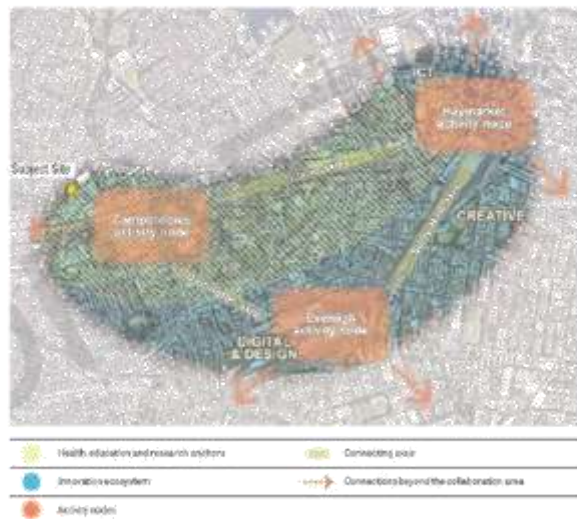 ICT
Haymarket
activity node
Subject Site
CREATIVE
Camperdown
activity node
Eveleigh
activity node
DIGITAL
& DESIGN
Health, education and research anchors
Connecting axis
Innovation ecosystem
Connections beyond the collaboration area
Activity nodes